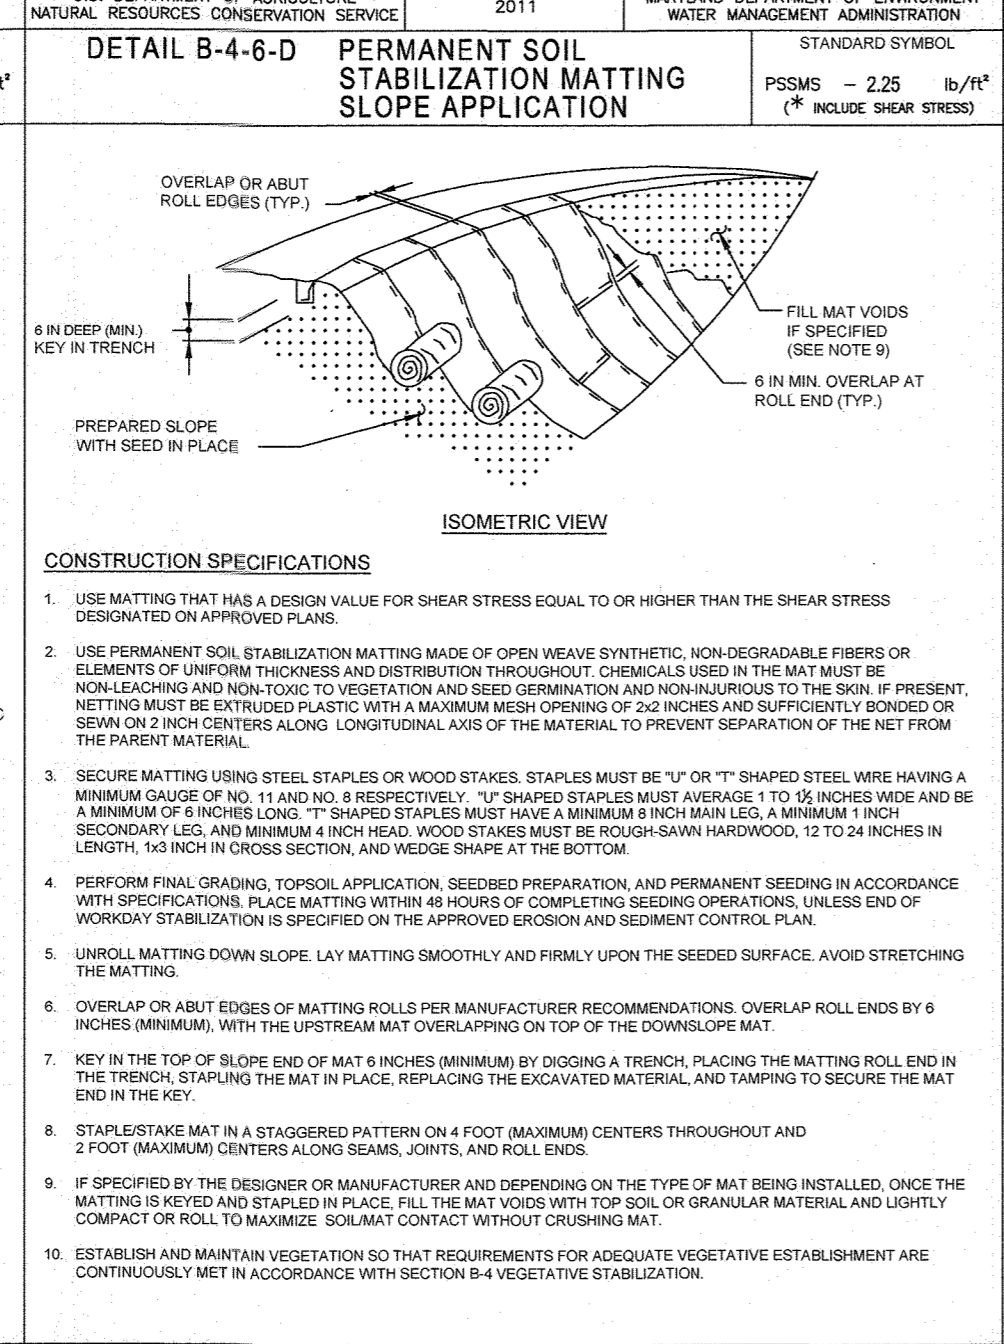 NATURAL RESOURCES CONSERVATION SERVICE
2011
MARYLAND DEPARTMENT OF ENVIRONMENT
WATER MANAGEMENT ADMINISTRATION
DETAIL B-4-6-D
PERMANENT SOIL
STABILIZATION MATTING
SLOPE APPLICATION
STANDARD SYMBOL
PSSMS - 2.25 lb/ft²
(* INCLUDE SHEAR STRESS)
OVERLAP OR ABUT
ROLL EDGES (TYP.)
6 IN DEEP (MIN.)
KEY IN TRENCH
PREPARED SLOPE
WITH SEED IN PLACE
FILL MAT VOIDS
IF SPECIFIED
(SEE NOTE 9)
6 IN MIN. OVERLAP AT
ROLL END (TYP.)
ISOMETRIC VIEW
CONSTRUCTION SPECIFICATIONS
1. USE MATTING THAT HAS A DESIGN VALUE FOR SHEAR STRESS EQUAL TO OR HIGHER THAN THE SHEAR STRESS
DESIGNATED ON APPROVED PLANS.
2. USE PERMANENT SOIL STABILIZATION MATTING MADE OF OPEN WEAVE SYNTHETIC, NON-DEGRADABLE FIBERS OR
ELEMENTS OF UNIFORM THICKNESS AND DISTRIBUTION THROUGHOUT. CHEMICALS USED IN THE MAT MUST BE
NON-LEACHING AND NON-TOXIC TO VEGETATION AND SEED GERMINATION AND NON-INJURIOUS TO THE SKIN. IF PRESENT,
NETTING MUST BE EXTRUDED PLASTIC WITH A MAXIMUM MESH OPENING OF 2x2 INCHES AND SUFFICIENTLY BONDED OR
SEWN ON 2 INCH CENTERS ALONG LONGITUDINAL AXIS OF THE MATERIAL TO PREVENT SEPARATION OF THE NET FROM
THE PARENT MATERIAL.
3. SECURE MATTING USING STEEL STAPLES OR WOOD STAKES. STAPLES MUST BE "U" OR "T" SHAPED STEEL WIRE HAVING A
MINIMUM GAUGE OF NO. 11 AND NO. 8 RESPECTIVELY. "U" SHAPED STAPLES MUST AVERAGE 1 TO 1½ INCHES WIDE AND BE
A MINIMUM OF 6 INCHES LONG. "T" SHAPED STAPLES MUST HAVE A MINIMUM 8 INCH MAIN LEG, A MINIMUM 1 INCH
SECONDARY LEG, AND MINIMUM 4 INCH HEAD. WOOD STAKES MUST BE ROUGH-SAWN HARDWOOD, 12 TO 24 INCHES IN
LENGTH, 1x3 INCH IN CROSS SECTION, AND WEDGE SHAPE AT THE BOTTOM.
4. PERFORM FINAL GRADING, TOPSOIL APPLICATION, SEEDBED PREPARATION, AND PERMANENT SEEDING IN ACCORDANCE
WITH SPECIFICATIONS. PLACE MATTING WITHIN 48 HOURS OF COMPLETING SEEDING OPERATIONS, UNLESS END OF
WORKDAY STABILIZATION IS SPECIFIED ON THE APPROVED EROSION AND SEDIMENT CONTROL PLAN.
5. UNROLL MATTING DOWN SLOPE. LAY MATTING SMOOTHLY AND FIRMLY UPON THE SEEDED SURFACE. AVOID STRETCHING
THE MATTING.
6. OVERLAP OR ABUT EDGES OF MATTING ROLLS PER MANUFACTURER RECOMMENDATIONS. OVERLAP ROLL ENDS BY 6
INCHES (MINIMUM), WITH THE UPSTREAM MAT OVERLAPPING ON TOP OF THE DOWNSLOPE MAT.
7. KEY IN THE TOP OF SLOPE END OF MAT 6 INCHES (MINIMUM) BY DIGGING A TRENCH, PLACING THE MATTING ROLL END IN
THE TRENCH, STAPLING THE MAT IN PLACE, REPLACING THE EXCAVATED MATERIAL, AND TAMPING TO SECURE THE MAT
END IN THE KEY.
8. STAPLE/STAKE MAT IN A STAGGERED PATTERN ON 4 FOOT (MAXIMUM) CENTERS THROUGHOUT AND
2 FOOT (MAXIMUM) CENTERS ALONG SEAMS, JOINTS, AND ROLL ENDS.
9. IF SPECIFIED BY THE DESIGNER OR MANUFACTURER AND DEPENDING ON THE TYPE OF MAT BEING INSTALLED, ONCE THE
MATTING IS KEYED AND STAPLED IN PLACE, FILL THE MAT VOIDS WITH TOP SOIL OR GRANULAR MATERIAL AND LIGHTLY
COMPACT OR ROLL TO MAXIMIZE SOIL/MAT CONTACT WITHOUT CRUSHING MAT.
10. ESTABLISH AND MAINTAIN VEGETATION SO THAT REQUIREMENTS FOR ADEQUATE VEGETATIVE ESTABLISHMENT ARE
CONTINUOUSLY MET IN ACCORDANCE WITH SECTION B-4 VEGETATIVE STABILIZATION.